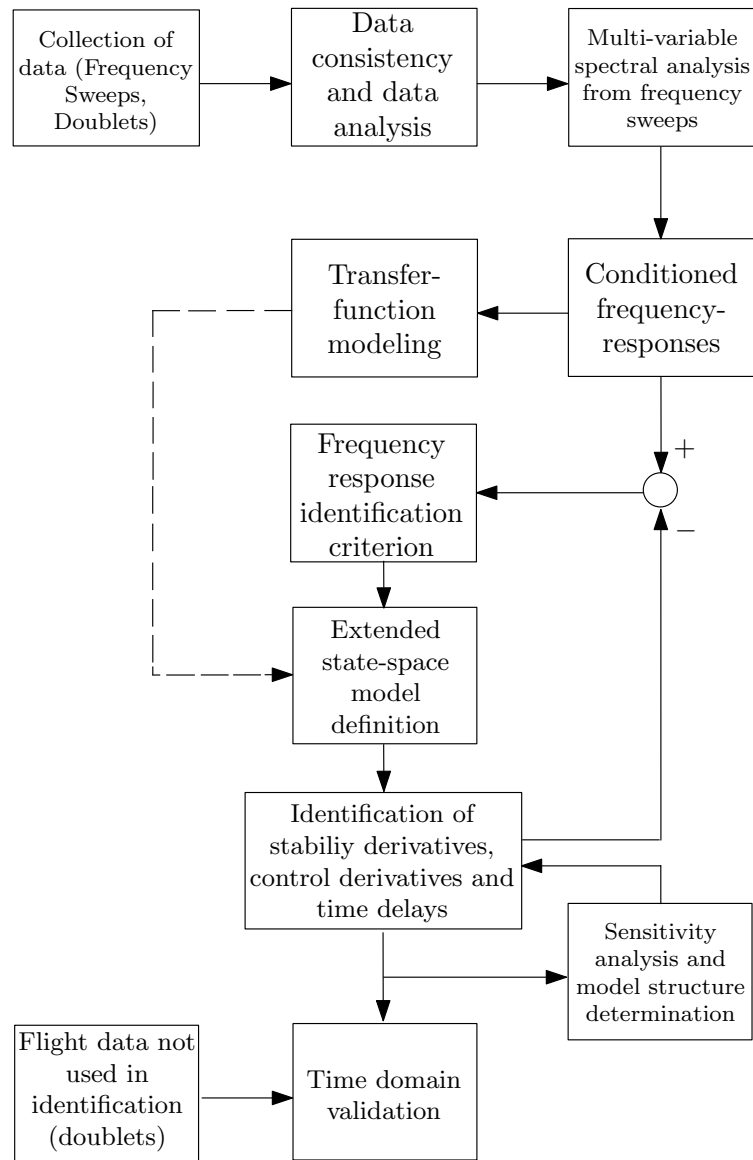 Collection of
data (Frequency
Sweeps,
Doublets)
Data
consistency
and data
analysis
Multi-variable
spectral analysis
from frequency
sweeps
Transfer-
function
modeling
Conditioned
frequency-
responses
Frequency
response
identification
criterion
+
−
Extended
state-space
model
definition
Identification of
stabiliy derivatives,
control derivatives and
time delays
Sensitivity
analysis and
model structure
determination
Flight data not
used in
identification
(doublets)
Time domain
validation